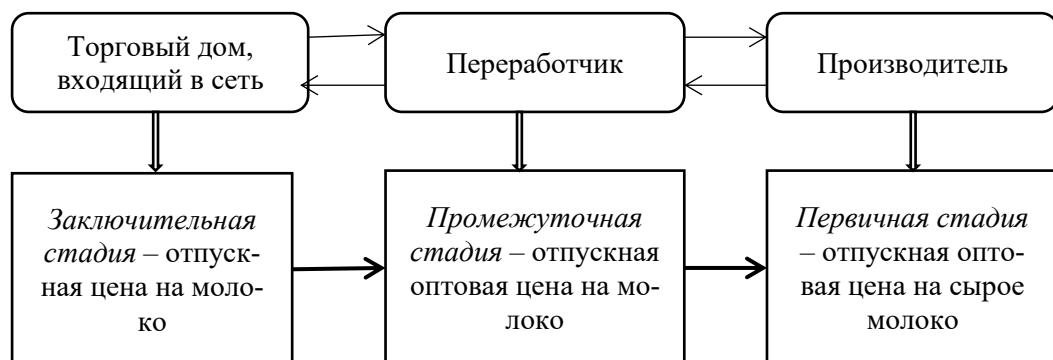 Торговый дом,
входящий в сеть
Переработчик
Производитель
Заключительная
стадия – отпуск-
ная цена на моло-
ко
Промежуточная
стадия – отпускная
оптовая цена на мо-
локо
Первичная стадия
– отпускная опто-
вая цена на сырое
молоко